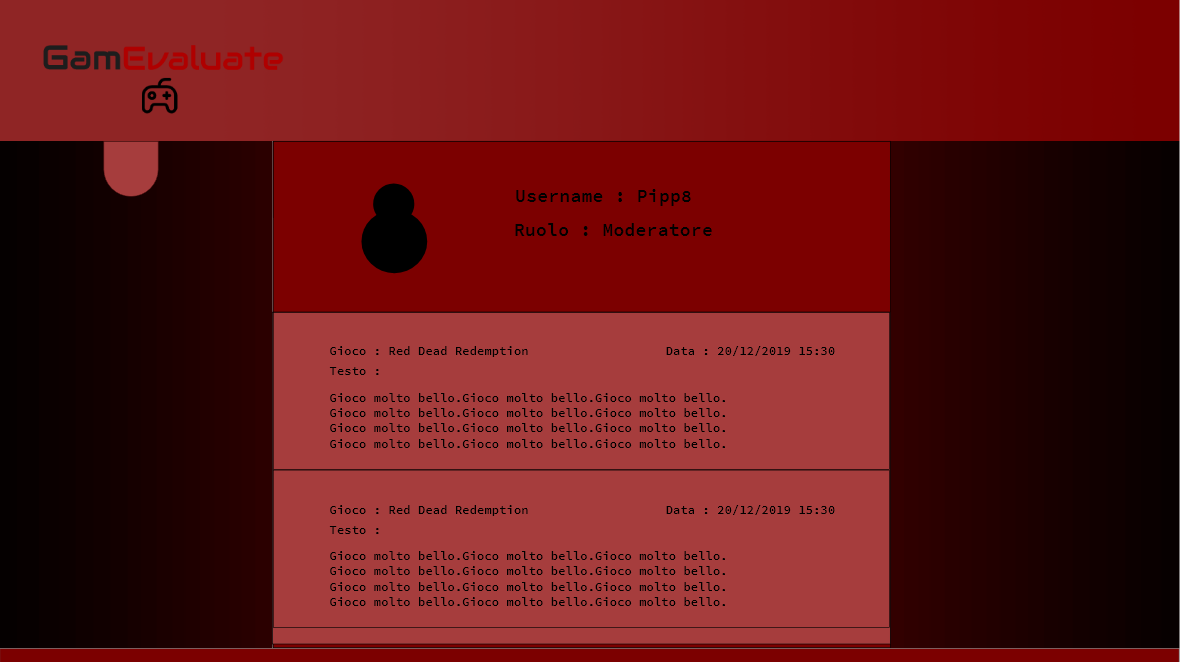 GamEvaluate
Username : Pipp8
Ruolo : Moderatore
Gioco : Red Dead Redemption Data : 20/12/2019 15:30
Testo :
Gioco molto bello.Gioco molto bello.Gioco molto bello.
Gioco molto bello.Gioco molto bello.Gioco molto bello.
Gioco molto bello.Gioco molto bello.Gioco molto bello.
Gioco molto bello.Gioco molto bello.Gioco molto bello.
Gioco : Red Dead Redemption Data : 20/12/2019 15:30
Testo :
Gioco molto bello.Gioco molto bello.Gioco molto bello.
Gioco molto bello.Gioco molto bello.Gioco molto bello.
Gioco molto bello.Gioco molto bello.Gioco molto bello.
Gioco molto bello.Gioco molto bello.Gioco molto bello.